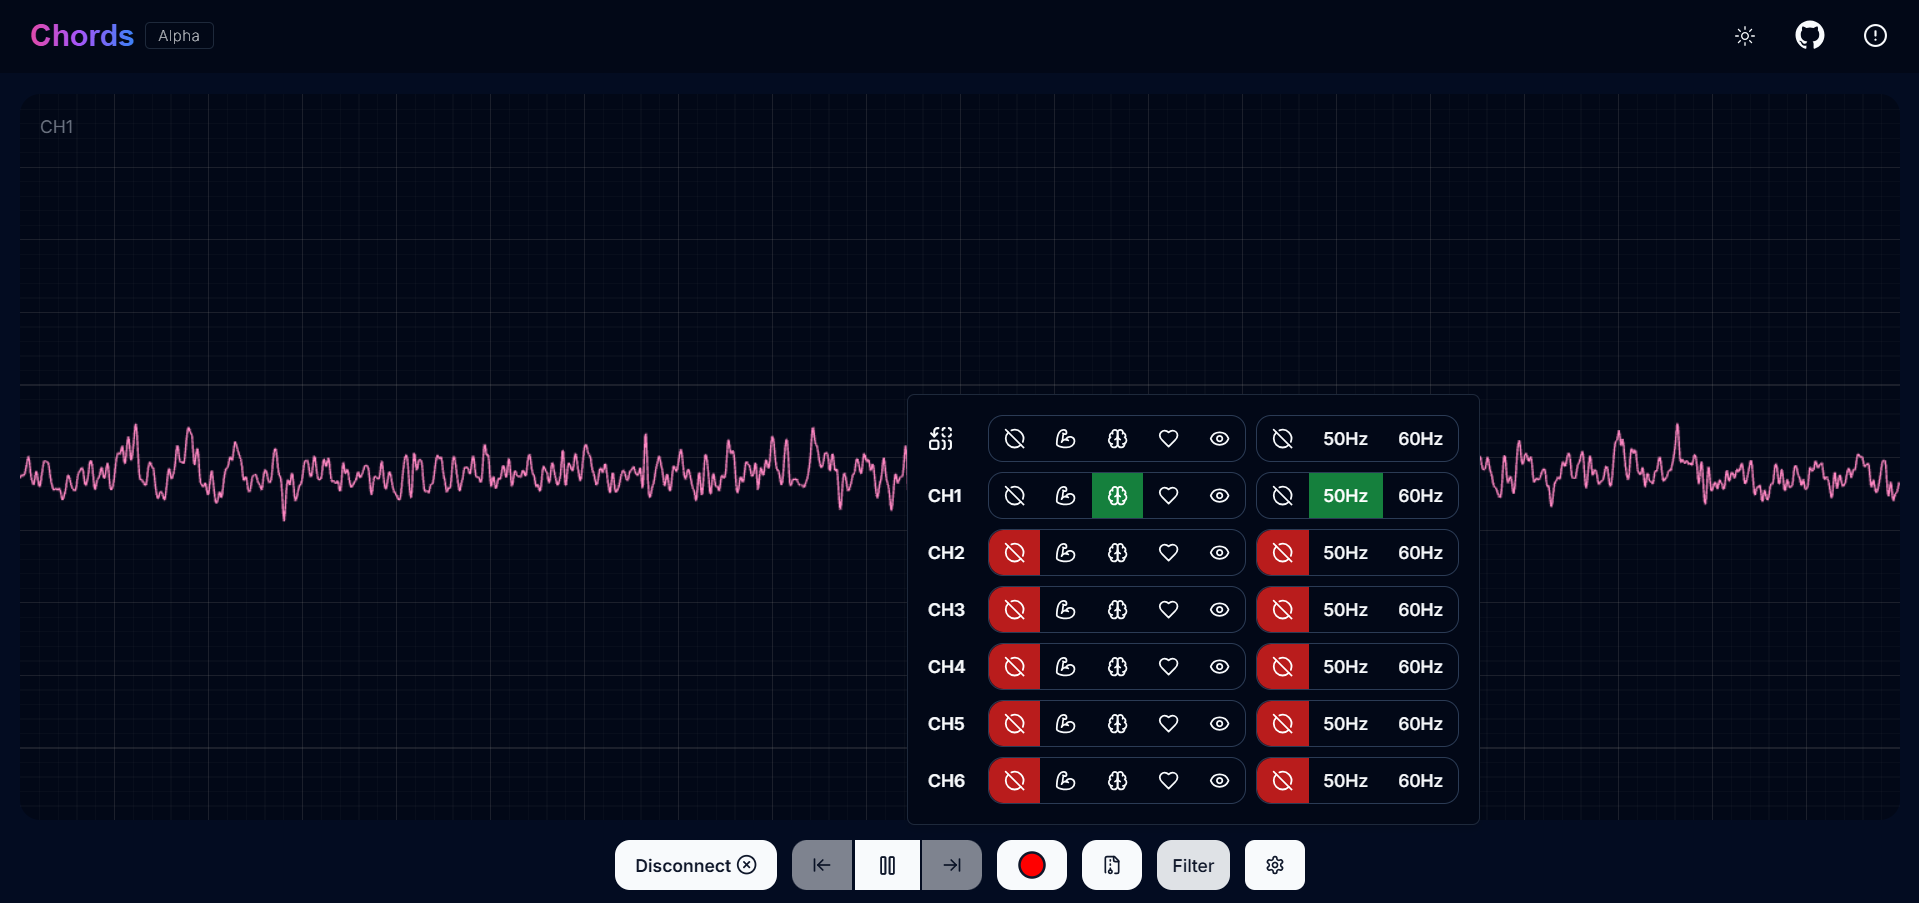 Chords Alpha
CH1
50Hz 60Hz
CH1 50Hz 60Hz
CH2 50Hz 60Hz
CH3 50Hz 60Hz
CH4 50Hz 60Hz
CH5 50Hz 60Hz
CH6 50Hz 60Hz
Disconnect Filter